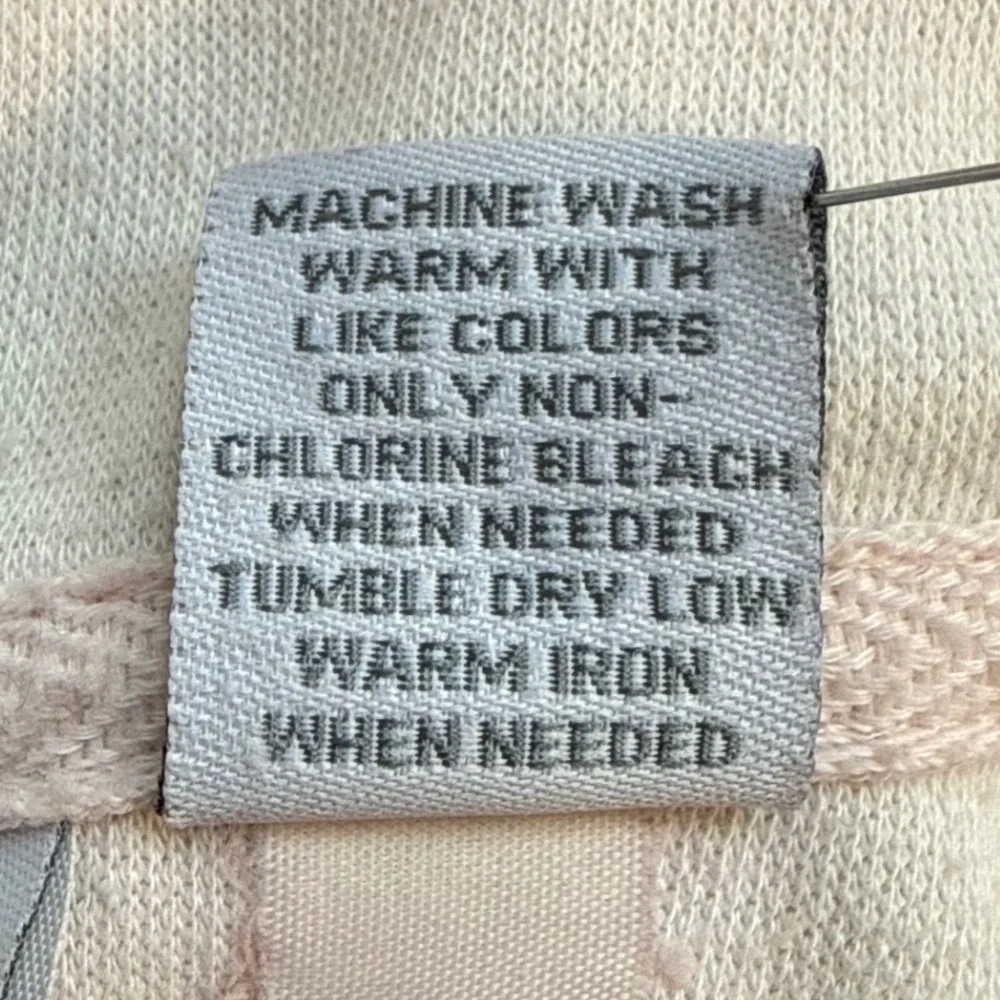 MACHINE WASH
WARM WITH
LIKE COLORS
ONLY NON-
CHLORINE BLEACH
WHEN NEEDED
TUMBLE DRY LOW
WARM IRON
WHEN NEEDED